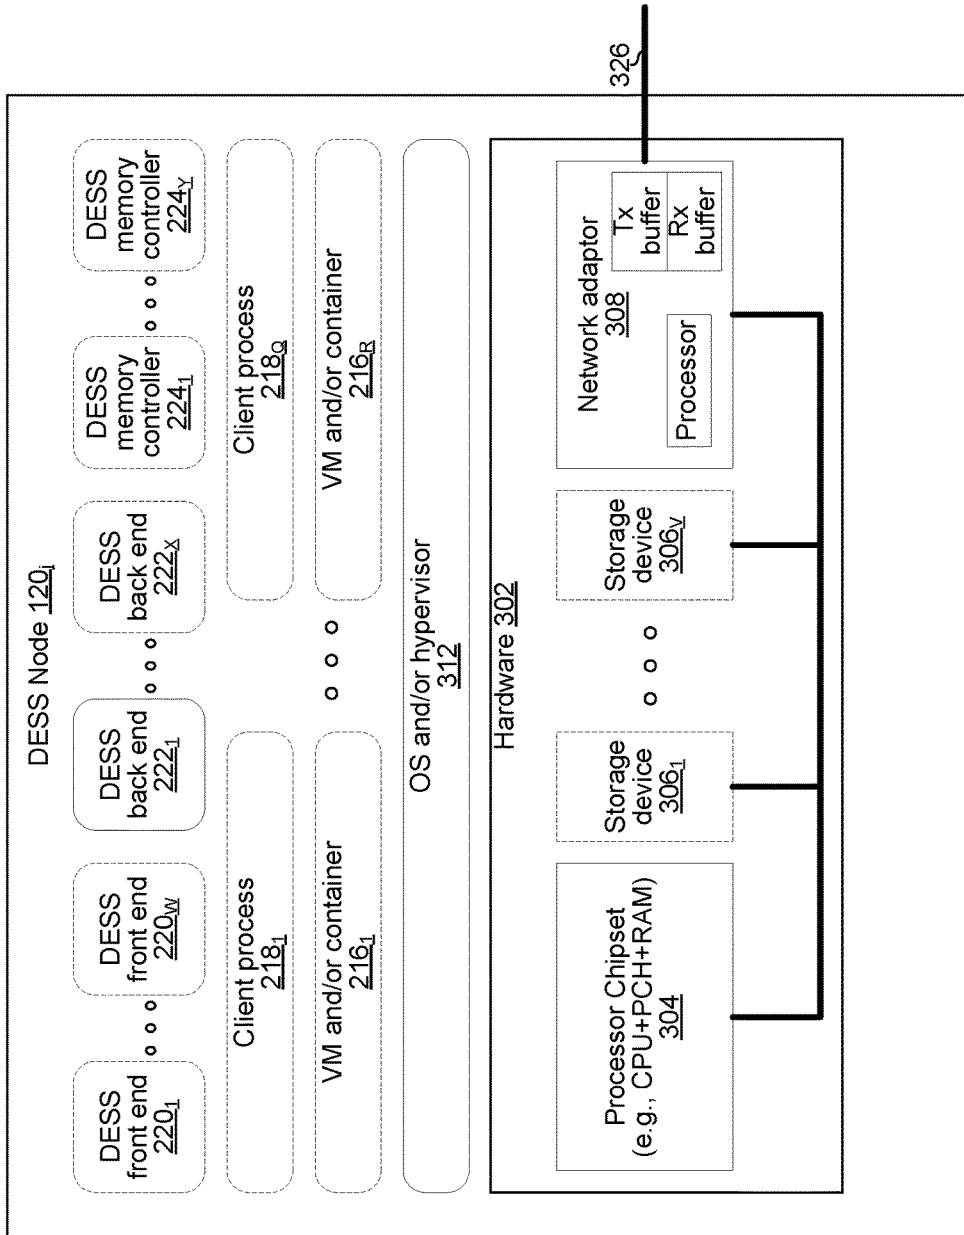 DESS Node 120i
DESS
front end
220₁
DESS
front end
220W
DESS
back end
222₁
DESS
back end
222X
DESS
memory
controller
224₁
DESS
memory
controller
224Y
Client process
218₁
Client process
218Q
VM and/or container
216₁
VM and/or container
216R
OS and/or hypervisor
312
Hardware 302
Processor Chipset
(e.g., CPU+PCH+RAM)
304
Storage
device
306₁
Storage
device
306V
Network adaptor
308
Processor
Tx
buffer
Rx
buffer
326